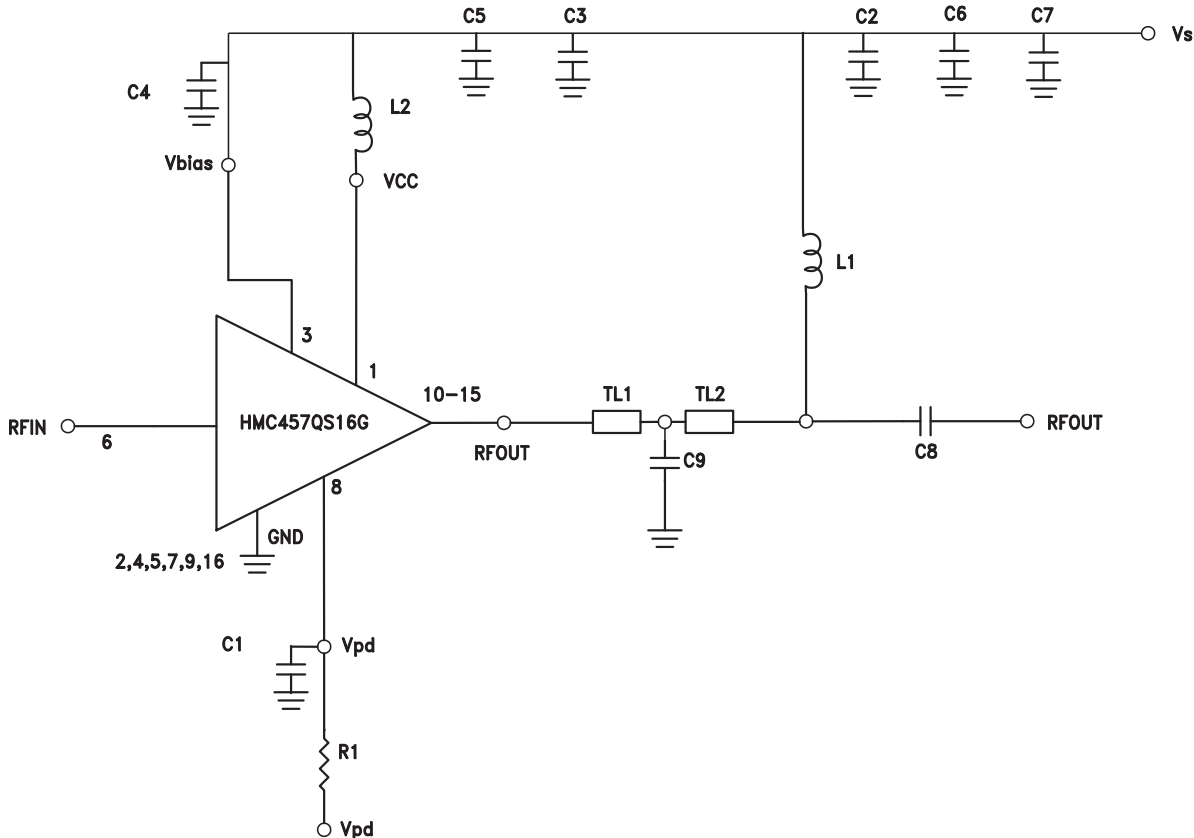 C5
C3
C2
C6
C7
Vs
C4
L2
Vbias
VCC
L1
3
1
10-15
TL1
TL2
RFIN
6
HMC457QS16G
RFOUT
C9
C8
RFOUT
8
GND
2,4,5,7,9,16
C1
Vpd
R1
Vpd